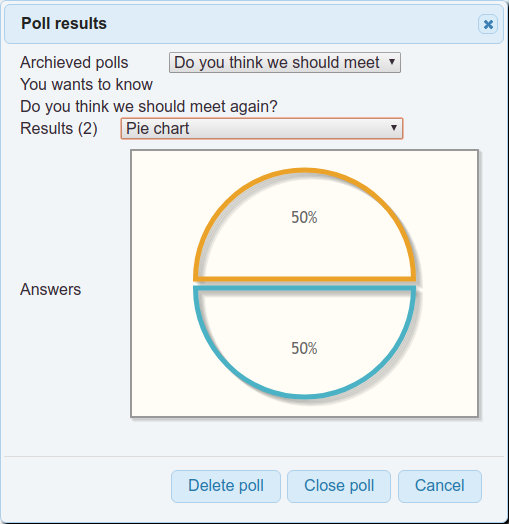 Poll results
Archieved polls Do you think we should meet
You wants to know
Do you think we should meet again?
Results (2) Pie chart
50%
Answers
50%
Delete poll Close poll Cancel